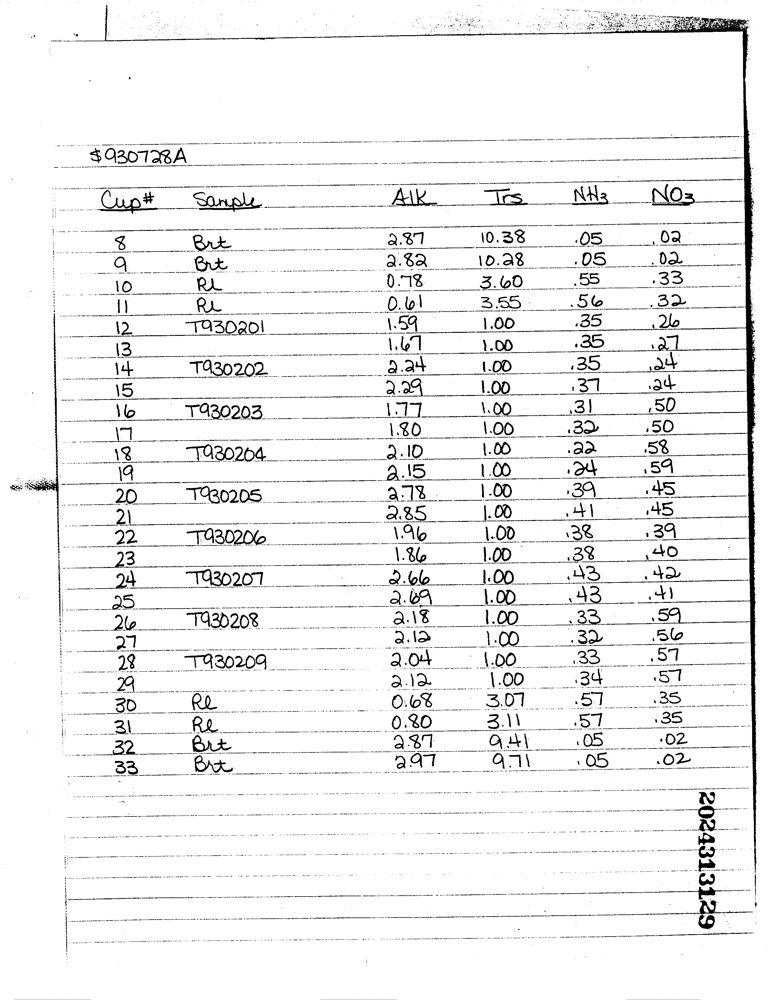 $930728A
Cup# Sample Alk Trs NH3 NO3
8 Brt 2.87 10.38 .05 .02
9 Brt 2.82 10.28 .05 .02
10 Rl 0.78 3.60 .55 .33
11 Rl 0.61 3.55 .56 .32
12 T930201 1.59 1.00 .35 .26
13 1.67 1.00 .35 .27
14 T930202 2.24 1.00 .35 .24
15 2.29 1.00 .37 .24
16 T930203 1.77 1.00 .31 .50
17 1.80 1.00 .32 .50
18 T930204 2.10 1.00 .22 .58
19 2.15 1.00 .24 .59
20 T930205 2.78 1.00 .39 .45
21 2.85 1.00 .41 .45
22 T930206 1.96 1.00 .38 .39
23 1.86 1.00 .38 .40
24 T930207 2.66 1.00 .43 .42
25 2.69 1.00 .43 .41
26 T930208 2.18 1.00 .33 .59
27 2.12 1.00 .32 .56
28 T930209 2.04 1.00 .33 .57
29 2.12 1.00 .34 .57
30 Rl 0.68 3.07 .57 .35
31 Rl 0.80 3.11 .57 .35
32 Brt 2.87 9.41 .05 .02
33 Brt 2.97 9.71 .05 .02
2024313129